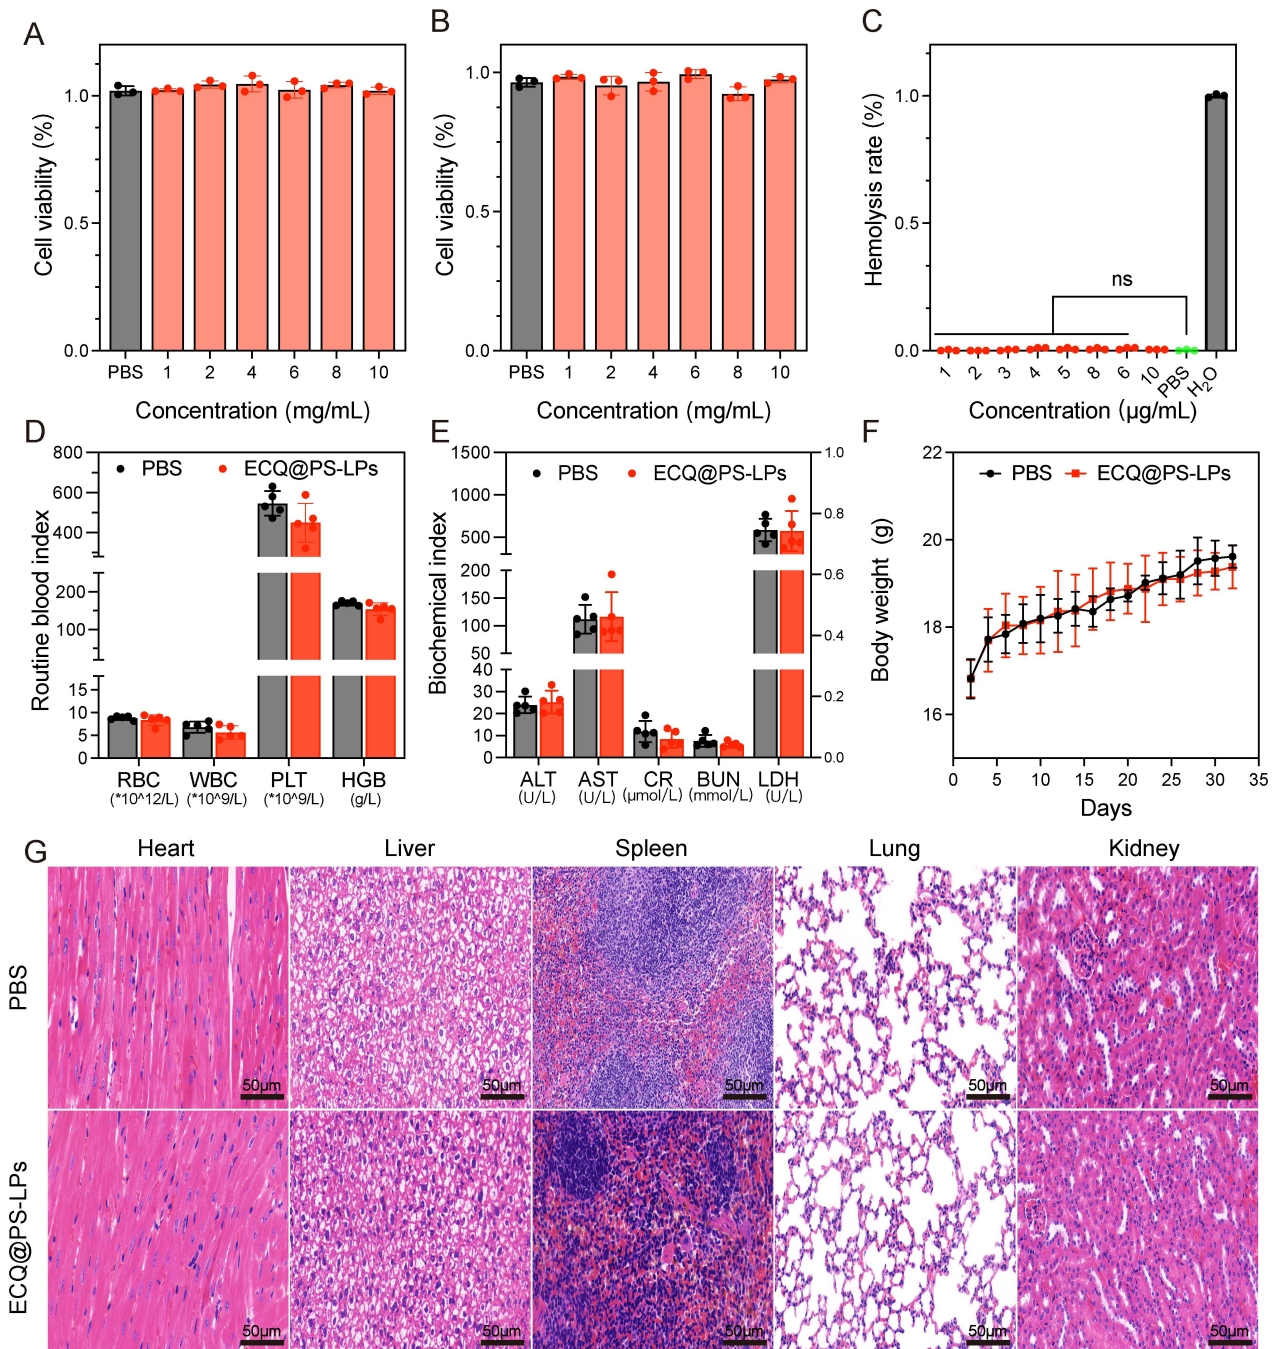 A
Cell viability (%)
1.0
0.5
0.0
PBS 1 2 4 6 8 10
Concentration (mg/mL)
B
Cell viability (%)
1.0
0.5
0.0
PBS 1 2 4 6 8 10
Concentration (mg/mL)
C
Hemolysis rate (%)
1.0
0.5
0.0
ns
1 2 3 4 5 8 6 10 PBS H2O
Concentration (μg/mL)
D
Routine blood index
800
600
400
200
100
15
10
5
0
PBS ECQ@PS-LPs
RBC WBC PLT HGB
(*10^12/L) (*10^9/L) (*10^9/L) (g/L)
E
Biochemical index
1500
1000
500
200
150
100
50
40
30
20
10
0
PBS ECQ@PS-LPs
1.0
0.8
0.6
0.4
0.2
0.0
ALT AST CR BUN LDH
(U/L) (U/L) (μmol/L) (mmol/L) (U/L)
F
Body weight (g)
22
20
18
16
PBS ECQ@PS-LPs
0 5 10 15 20 25 30 35
Days
G
Heart Liver Spleen Lung Kidney
PBS
50μm 50μm 50μm 50μm 50μm
ECQ@PS-LPs
50μm 50μm 50μm 50μm 50μm